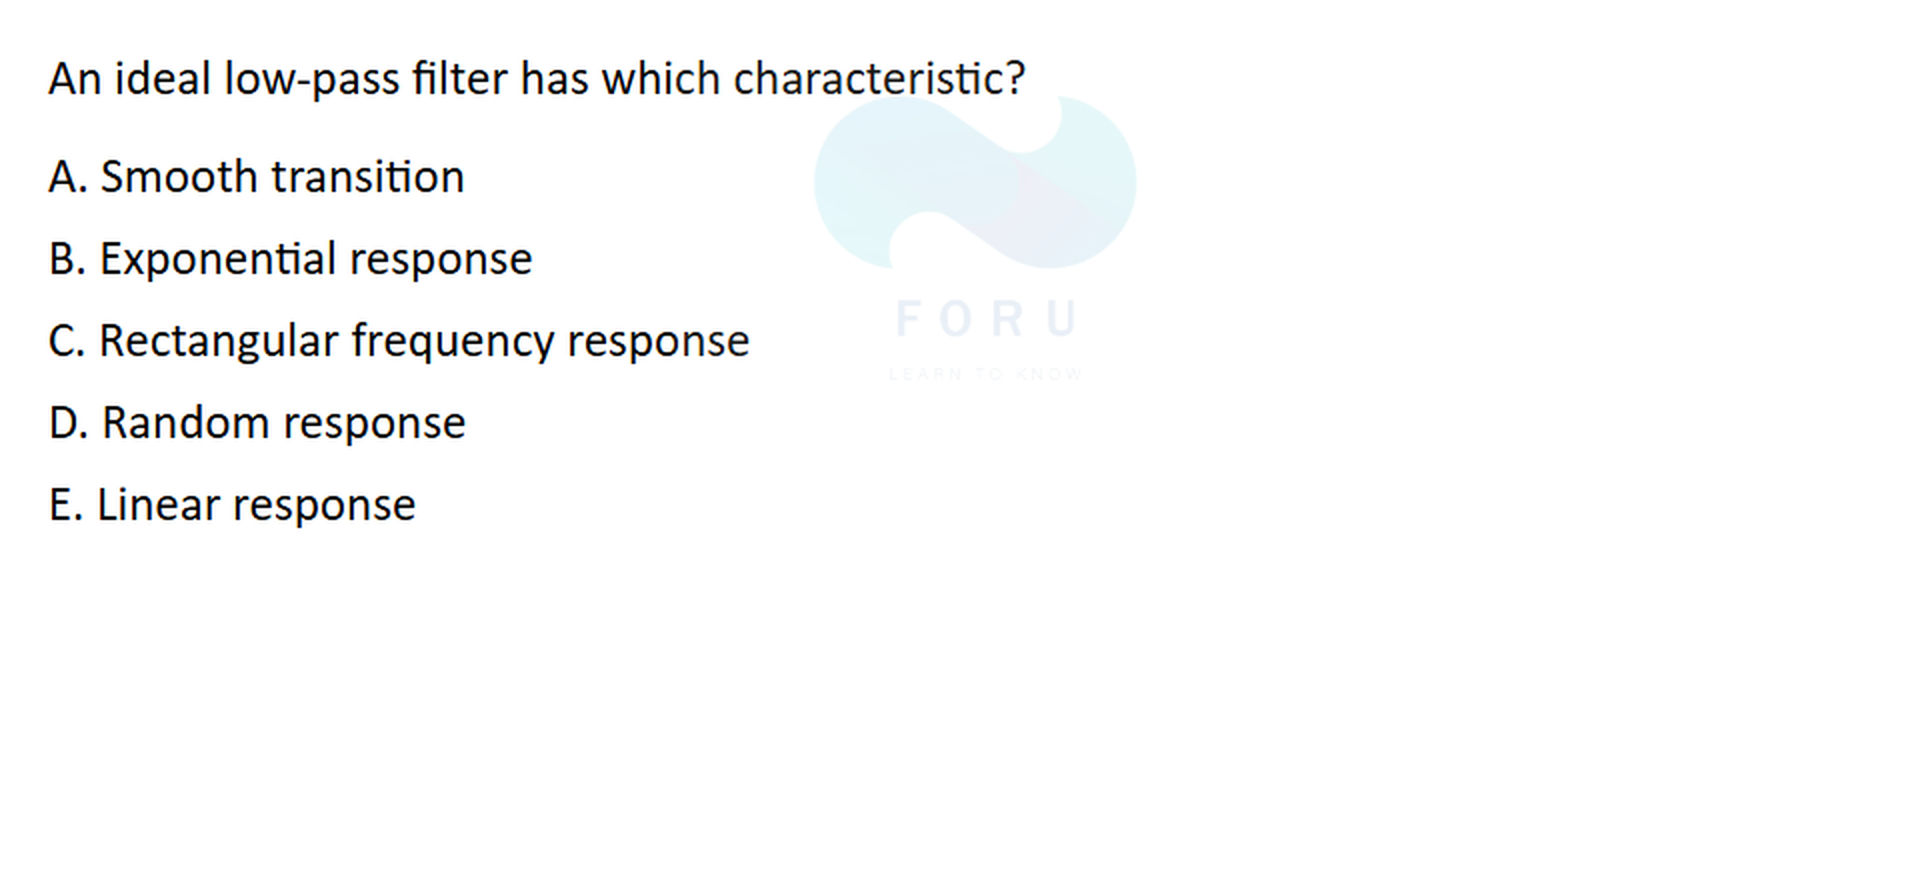 An ideal low-pass filter has which characteristic?
A. Smooth transition
B. Exponential response
C. Rectangular frequency response
D. Random response
E. Linear response
FORU
LEARN TO KNOW